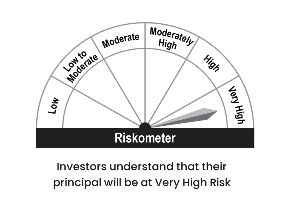 Low
Low to
Moderate
Moderate
Moderately
High
High
Very High
Riskometer
Investors understand that their
principal will be at Very High Risk